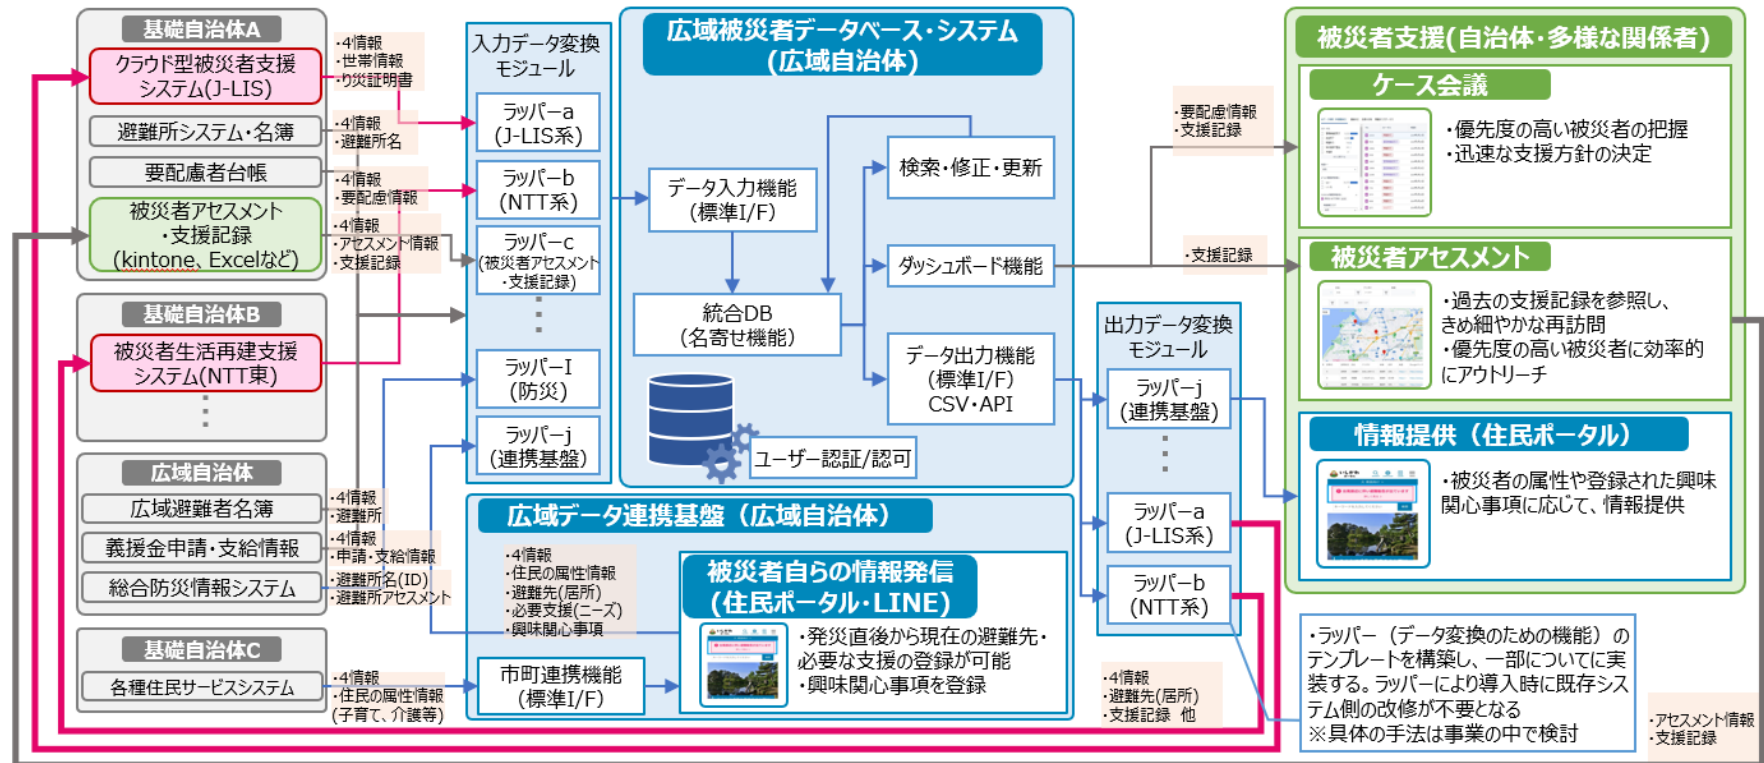 基礎自治体A
クラウド型被災者支援
システム(J-LIS)
避難所システム・名簿
要配慮者台帳
被災者アセスメント
・支援記録
(kintone、Excelなど)
・4情報
・世帯情報
・り災証明書
・4情報
・避難所名
・4情報
・要配慮情報
・4情報
・アセスメント情報
・支援記録
基礎自治体B
被災者生活再建支援
システム(NTT東)
広域自治体
広域避難者名簿
義援金申請・支給情報
総合防災情報システム
・4情報
・避難所
・4情報
・申請・支給情報
・避難所名(ID)
・避難所アセスメント
基礎自治体C
各種住民サービスシステム
・4情報
・住民の属性情報
(子育て、介護等)
入力データ変換
モジュール
ラッパーa
(J-LIS系)
ラッパーb
(NTT系)
ラッパーc
(被災者アセスメント
・支援記録)
ラッパーI
(防災)
ラッパーj
(連携基盤)
広域被災者データベース・システム
(広域自治体)
データ入力機能
(標準I/F)
統合DB
(名寄せ機能)
検索・修正・更新
ダッシュボード機能
データ出力機能
(標準I/F)
CSV・API
ユーザー認証/認可
広域データ連携基盤（広域自治体）
・4情報
・住民の属性情報
・避難先(居所)
・必要支援(ニーズ)
・興味関心事項
市町連携機能
(標準I/F)
被災者自らの情報発信
(住民ポータル・LINE)
・発災直後から現在の避難先・
必要な支援の登録が可能
・興味関心事項を登録
出力データ変換
モジュール
ラッパーj
(連携基盤)
ラッパーa
(J-LIS系)
ラッパーb
(NTT系)
・4情報
・避難先(居所)
・支援記録 他
・要配慮情報
・支援記録
・支援記録
被災者支援(自治体・多様な関係者)
ケース会議
・優先度の高い被災者の把握
・迅速な支援方針の決定
被災者アセスメント
・過去の支援記録を参照し、
きめ細やかな再訪問
・優先度の高い被災者に効率的
にアウトリーチ
情報提供（住民ポータル）
・被災者の属性や登録された興味
関心事項に応じて、情報提供
・ラッパー（データ変換のための機能）の
テンプレートを構築し、一部についてに実
装する。ラッパーにより導入時に既存シス
テム側の改修が不要となる
※具体の手法は事業の中で検討
・アセスメント情報
・支援記録